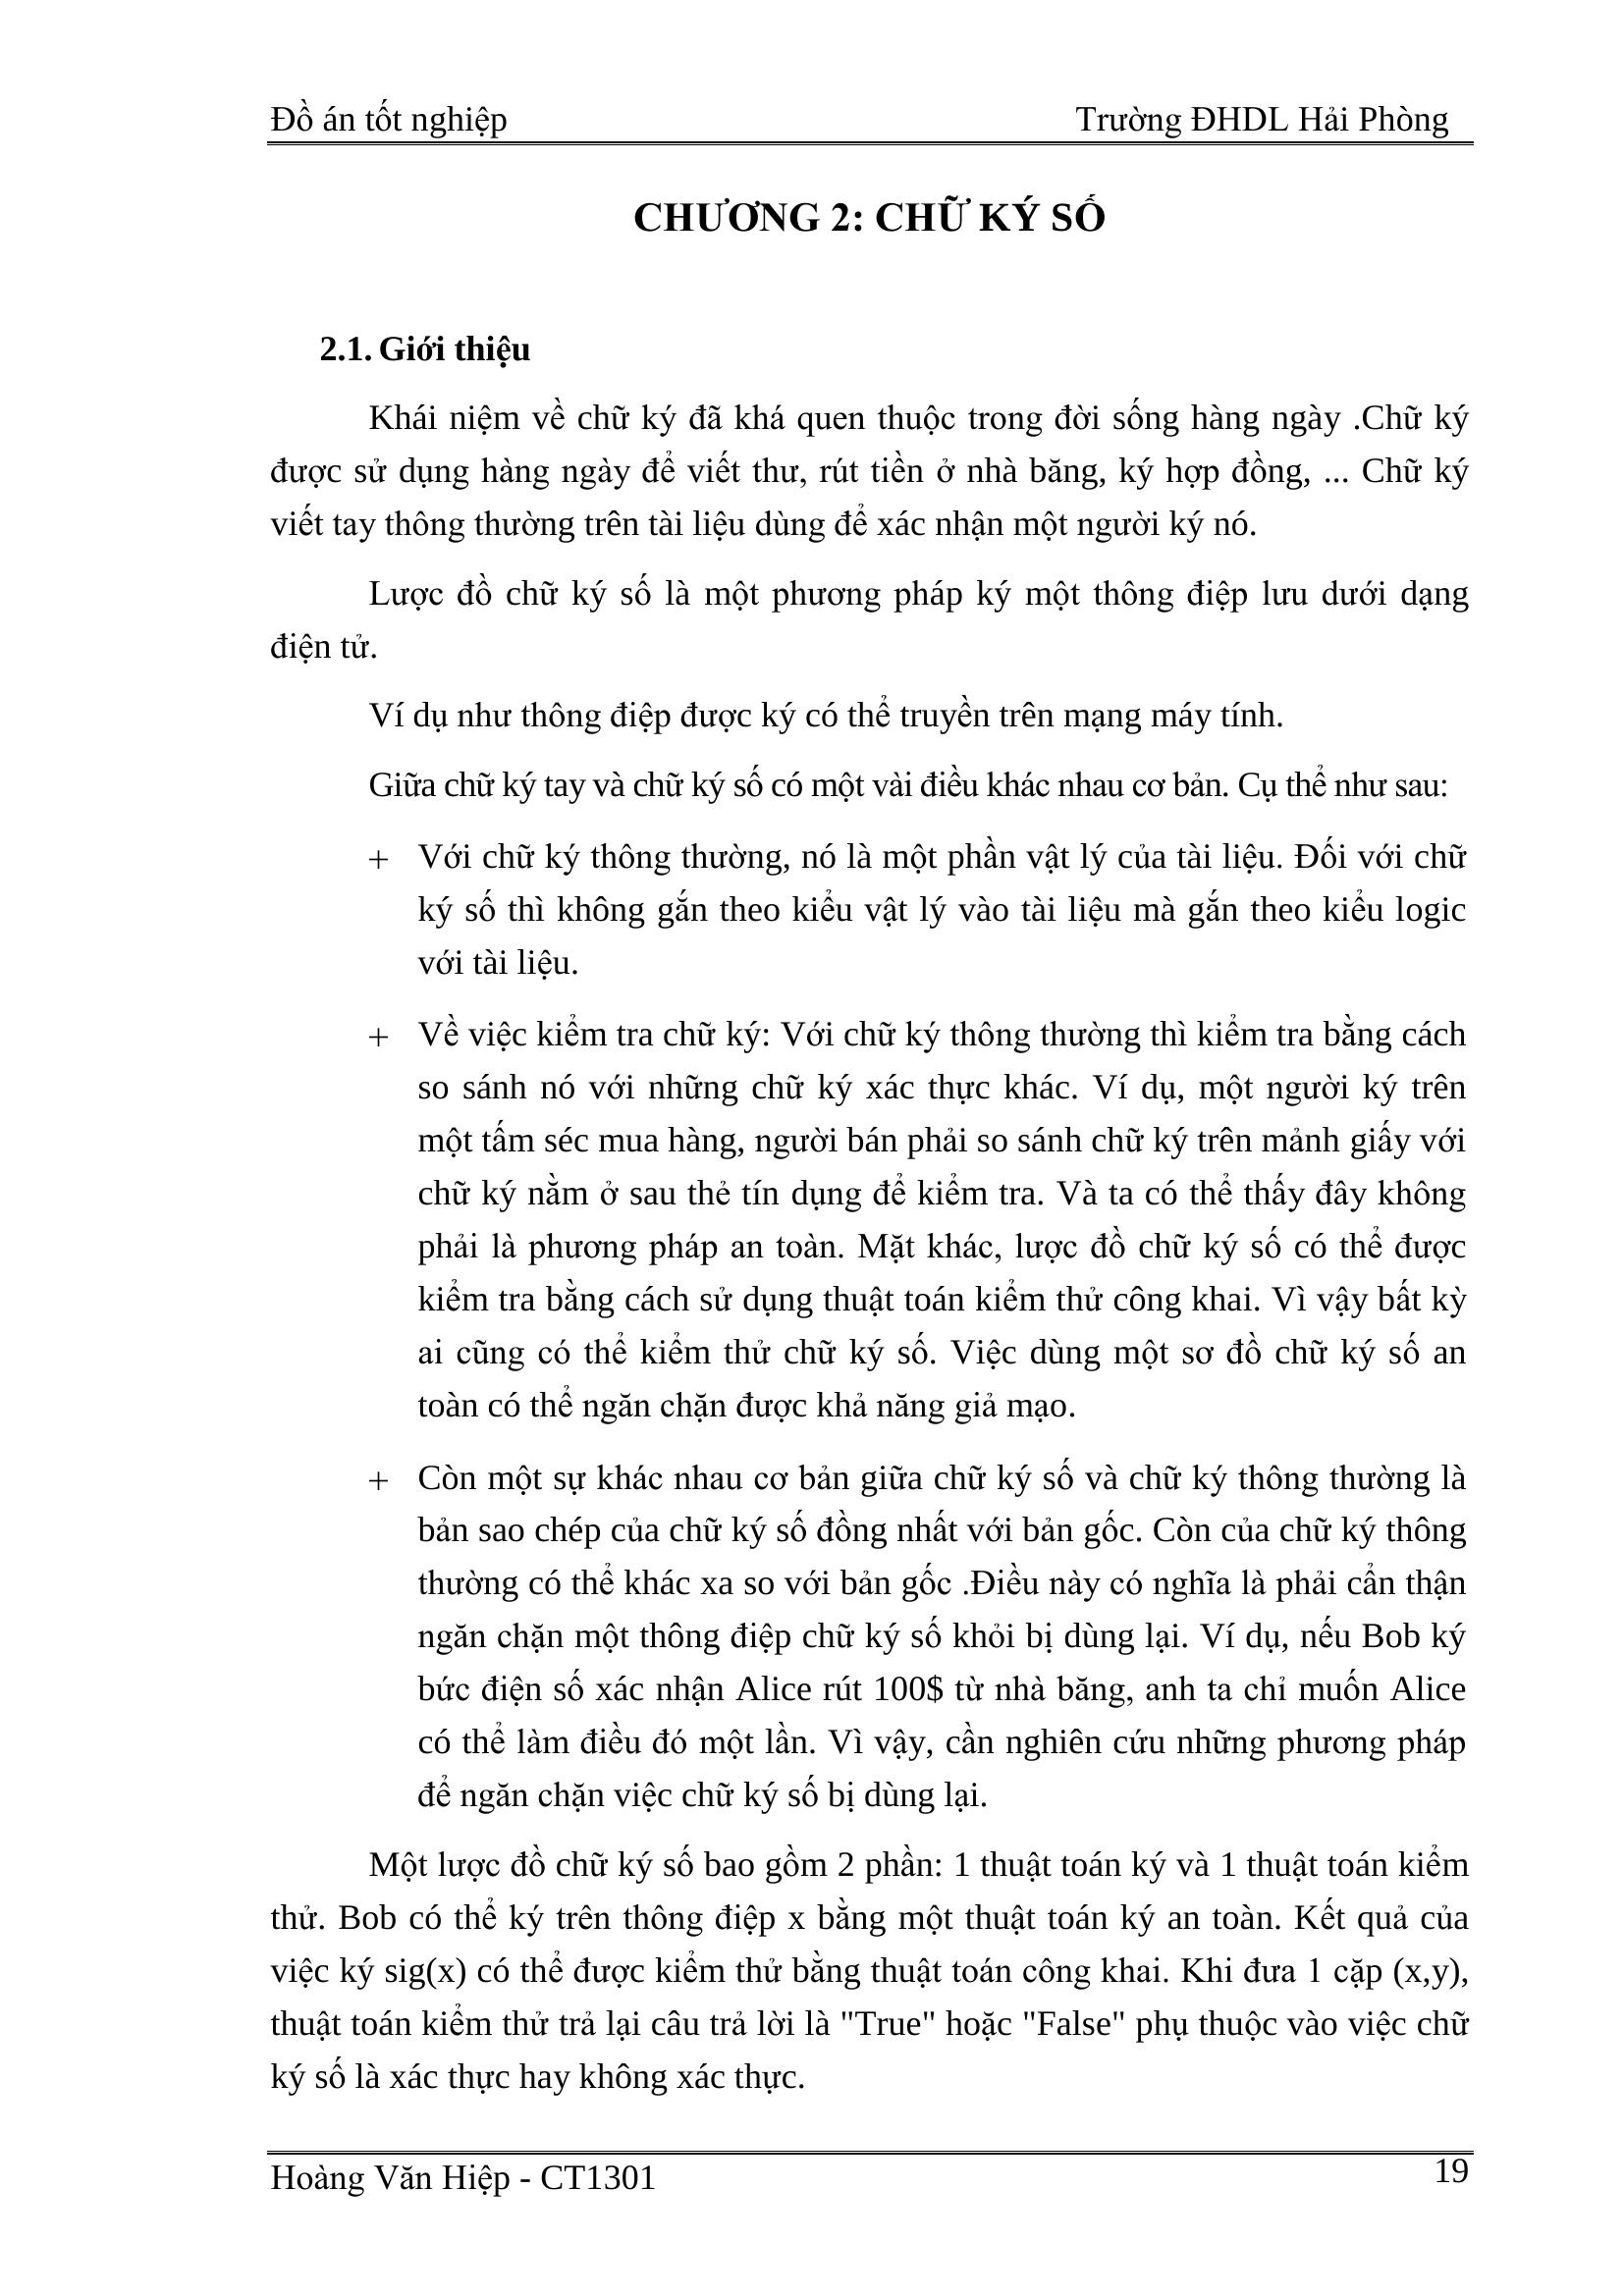 Đồ án tốt nghiệp Trường ĐHDL Hải Phòng
CHƯƠNG 2: CHỮ KÝ SỐ
2.1. Giới thiệu
Khái niệm về chữ ký đã khá quen thuộc trong đời sống hàng ngày .Chữ ký
được sử dụng hàng ngày để viết thư, rút tiền ở nhà băng, ký hợp đồng, ... Chữ ký
viết tay thông thường trên tài liệu dùng để xác nhận một người ký nó.
Lược đồ chữ ký số là một phương pháp ký một thông điệp lưu dưới dạng
điện tử.
Ví dụ như thông điệp được ký có thể truyền trên mạng máy tính.
Giữa chữ ký tay và chữ ký số có một vài điều khác nhau cơ bản. Cụ thể như sau:
+ Với chữ ký thông thường, nó là một phần vật lý của tài liệu. Đối với chữ
ký số thì không gắn theo kiểu vật lý vào tài liệu mà gắn theo kiểu logic
với tài liệu.
+ Về việc kiểm tra chữ ký: Với chữ ký thông thường thì kiểm tra bằng cách
so sánh nó với những chữ ký xác thực khác. Ví dụ, một người ký trên
một tấm séc mua hàng, người bán phải so sánh chữ ký trên mảnh giấy với
chữ ký nằm ở sau thẻ tín dụng để kiểm tra. Và ta có thể thấy đây không
phải là phương pháp an toàn. Mặt khác, lược đồ chữ ký số có thể được
kiểm tra bằng cách sử dụng thuật toán kiểm thử công khai. Vì vậy bất kỳ
ai cũng có thể kiểm thử chữ ký số. Việc dùng một sơ đồ chữ ký số an
toàn có thể ngăn chặn được khả năng giả mạo.
+ Còn một sự khác nhau cơ bản giữa chữ ký số và chữ ký thông thường là
bản sao chép của chữ ký số đồng nhất với bản gốc. Còn của chữ ký thông
thường có thể khác xa so với bản gốc .Điều này có nghĩa là phải cẩn thận
ngăn chặn một thông điệp chữ ký số khỏi bị dùng lại. Ví dụ, nếu Bob ký
bức điện số xác nhận Alice rút 100$ từ nhà băng, anh ta chỉ muốn Alice
có thể làm điều đó một lần. Vì vậy, cần nghiên cứu những phương pháp
để ngăn chặn việc chữ ký số bị dùng lại.
Một lược đồ chữ ký số bao gồm 2 phần: 1 thuật toán ký và 1 thuật toán kiểm
thử. Bob có thể ký trên thông điệp x bằng một thuật toán ký an toàn. Kết quả của
việc ký sig(x) có thể được kiểm thử bằng thuật toán công khai. Khi đưa 1 cặp (x,y),
thuật toán kiểm thử trả lại câu trả lời là "True" hoặc "False" phụ thuộc vào việc chữ
ký số là xác thực hay không xác thực.
Hoàng Văn Hiệp - CT1301 19